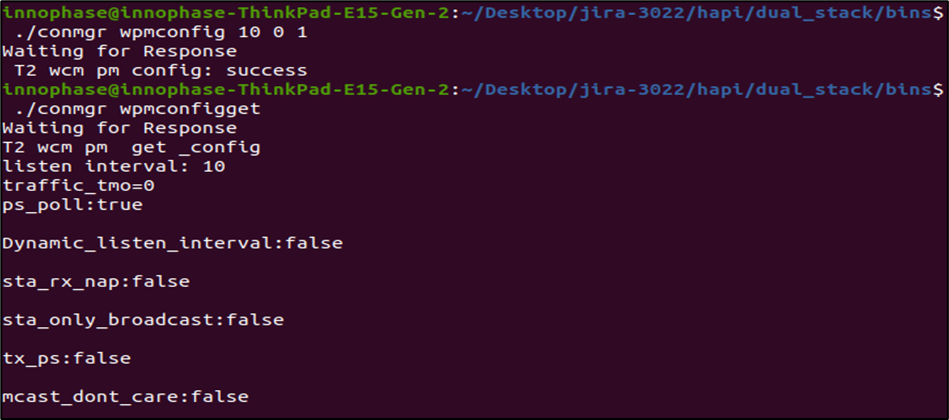 innophase@innophase-ThinkPad-E15-Gen-2:~/Desktop/jira-3022/hapi/dual_stack/bins$
./conmgr wpmconfig 10 0 1
Waiting for Response
T2 wcm pm config: success
innophase@innophase-ThinkPad-E15-Gen-2:~/Desktop/jira-3022/hapi/dual_stack/bins$
./conmgr wpmconfigget
Waiting for Response
T2 wcm pm  get _config
listen interval: 10
traffic_tmo=0
ps_poll:true
Dynamic_listen_interval:false
sta_rx_nap:false
sta_only_broadcast:false
tx_ps:false
mcast_dont_care:false